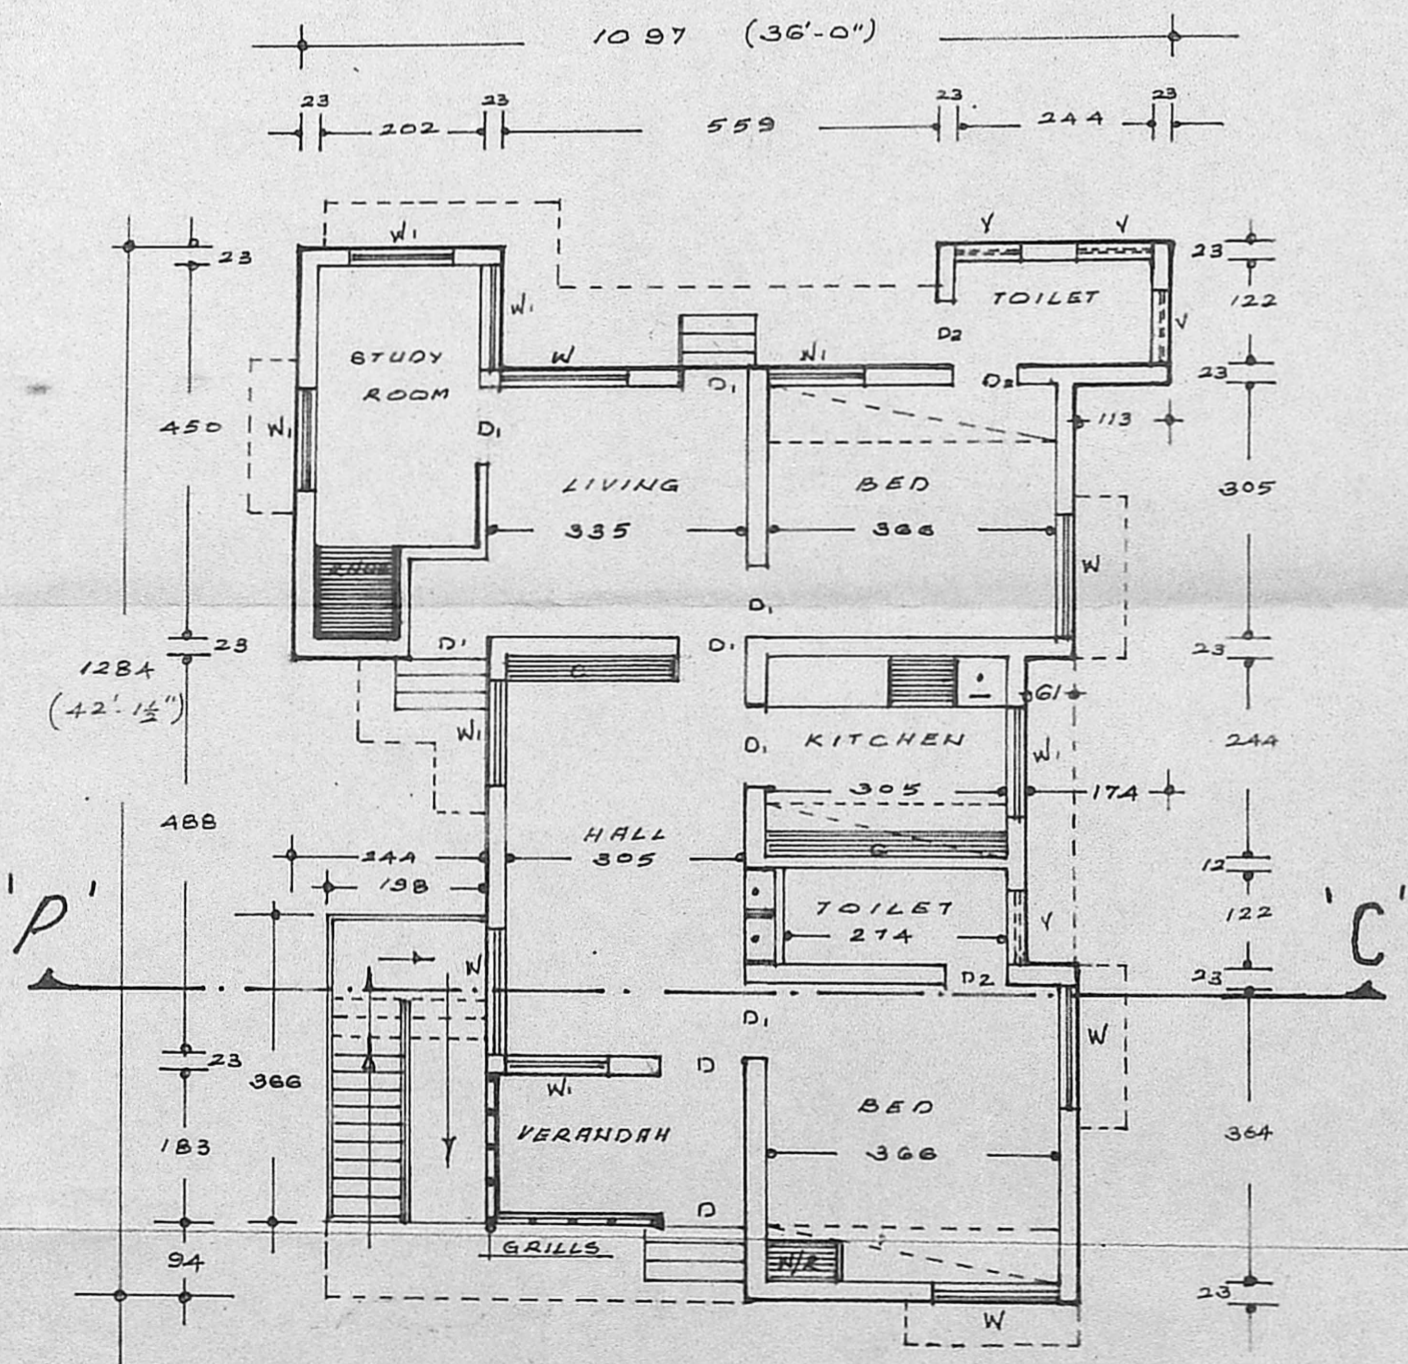 1097 (36'-0")
23 23 23 23
202 559 244
W1 V V
23 23
W1 TOILET 122
D2 V
STUDY W W1
ROOM D1 D2 23
450 W1 D1 113
LIVING BED 305
335 366
W
D1
23 D1 D1 23
1284 C 61
(42'-1½")
W1 D1 KITCHEN W1 244
305 174
488 HALL
244 305 C 12
198
'P' TOILET V 122 'C'
274
W D2 23
D1 W
23 366 D
W1 BED
183 VERANDAH 366 364
D
GRILLS
94 W/R
23
W